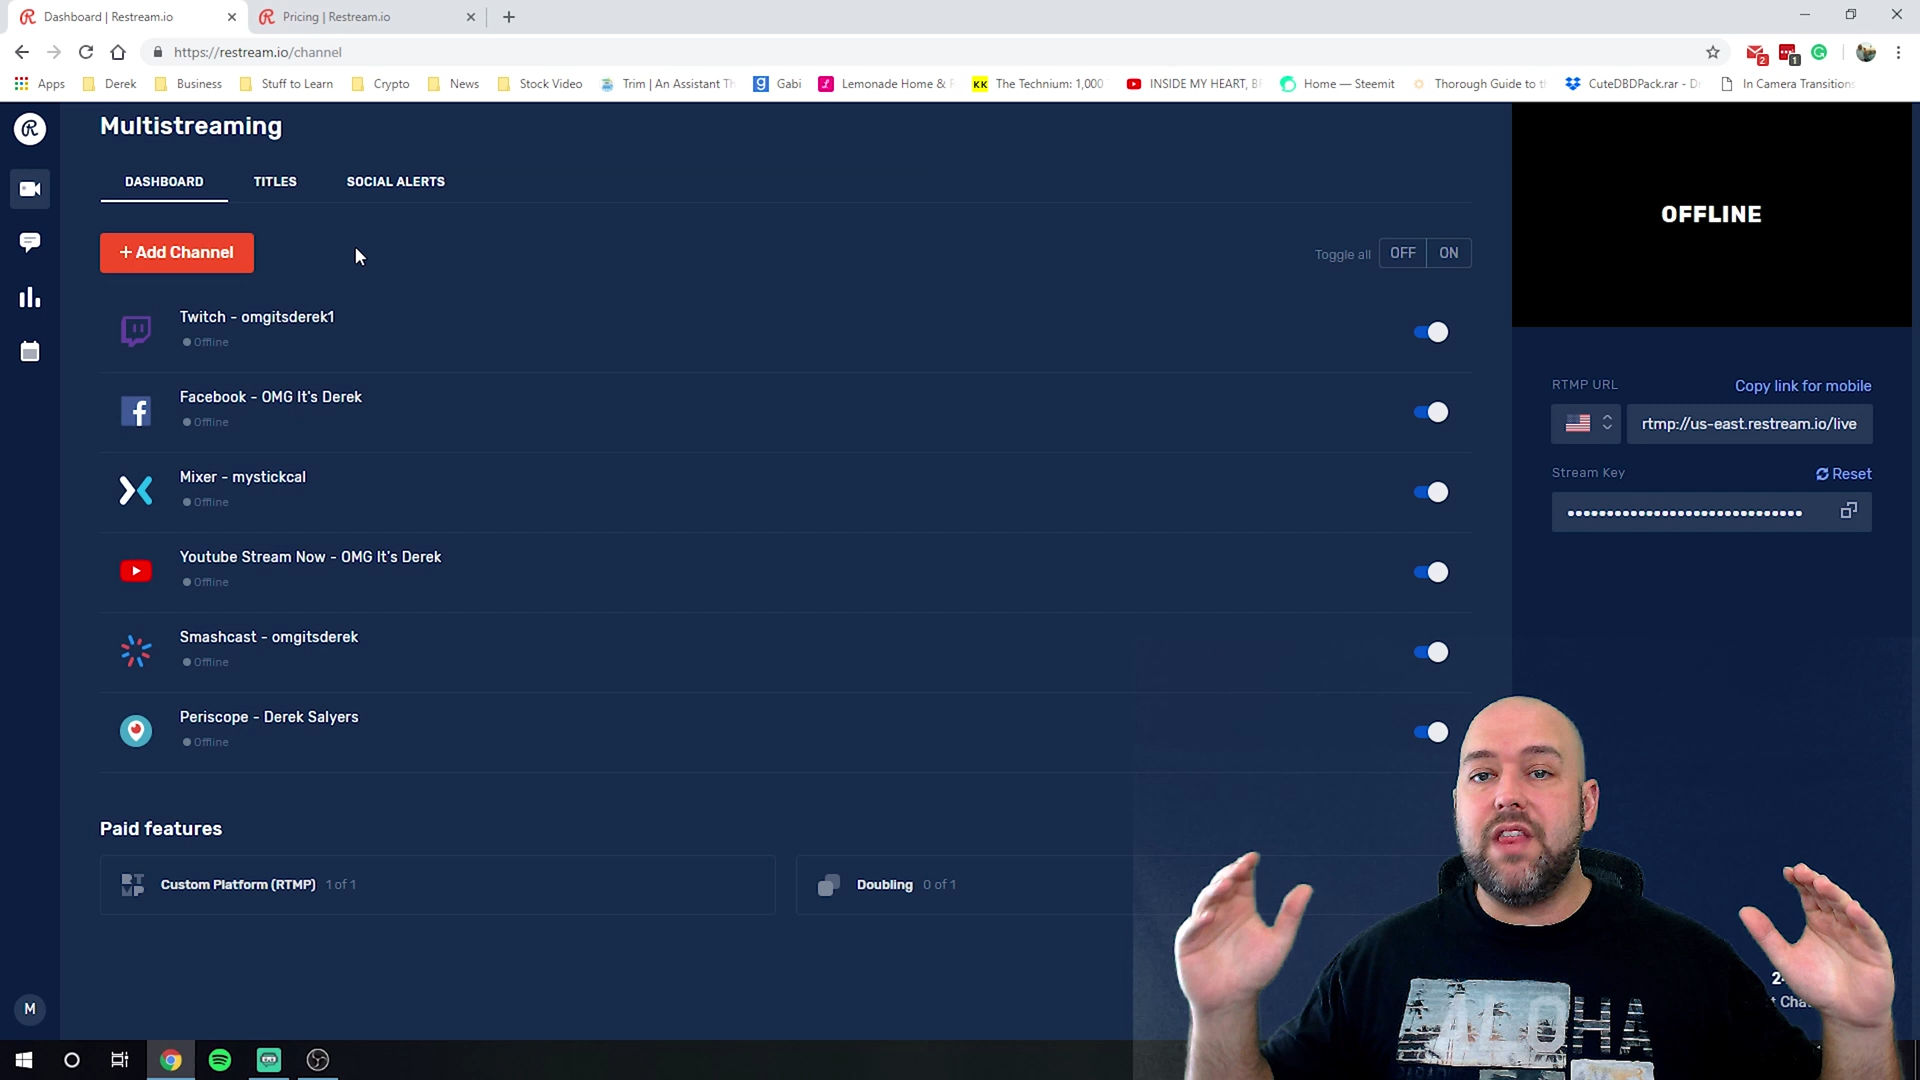 Dashboard | Restream.io
Pricing | Restream.io
https://restream.io/channel
2
1
Apps
Derek
Business
Stuff to Learn
Crypto
News
Stock Video
Trim | An Assistant Th
g Gabi
Lemonade Home & R
KK The Technium: 1,000
INSIDE MY HEART, B
Home — Steemit
Thorough Guide to t
CuteDBDPack.rar - D
In Camera Transitions
R
Multistreaming
DASHBOARD TITLES SOCIAL ALERTS
+ Add Channel
Toggle all OFF ON
Twitch - omgitsderek1
Offline
Facebook - OMG It's Derek
Offline
Mixer - mystickcal
Offline
Youtube Stream Now - OMG It's Derek
Offline
Smashcast - omgitsderek
Offline
Periscope - Derek Salyers
Offline
Paid features
RTMP Custom Platform (RTMP) 1 of 1
Doubling 0 of 1
OFFLINE
RTMP URL Copy link for mobile
rtmp://us-east.restream.io/live
Stream Key Reset
M
ALOHA